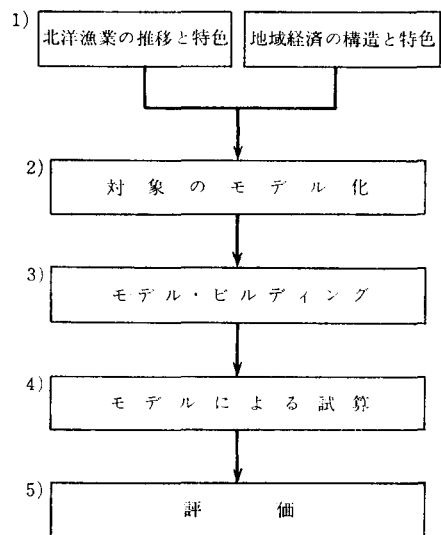 1) 北洋漁業の推移と特色 地域経済の構造と特色
2) 対象のモデル化
3) モデル・ビルディング
4) モデルによる試算
5) 評価